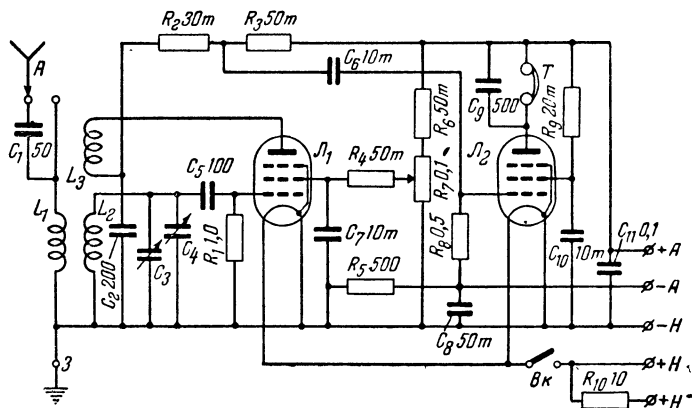 R₂ 30т
R₃ 50т
A
C₆ 10т
T
C₁ 50
C₉ 500
R₆ 50т
R₉ 20т
L₃
C₅ 100
Л₁
R₄ 50т
R₇ 0,1
Л₂
L₁
L₂
C₂ 200
C₃
C₄
R₁ 1,0
C₇ 10т
R₈ 0,5
C₁₀ 10т
C₁₁ 0,1
R₅ 500
C₈ 50т
+А
−А
−Н
З
Вк
+Н
R₁₀ 10
+Н